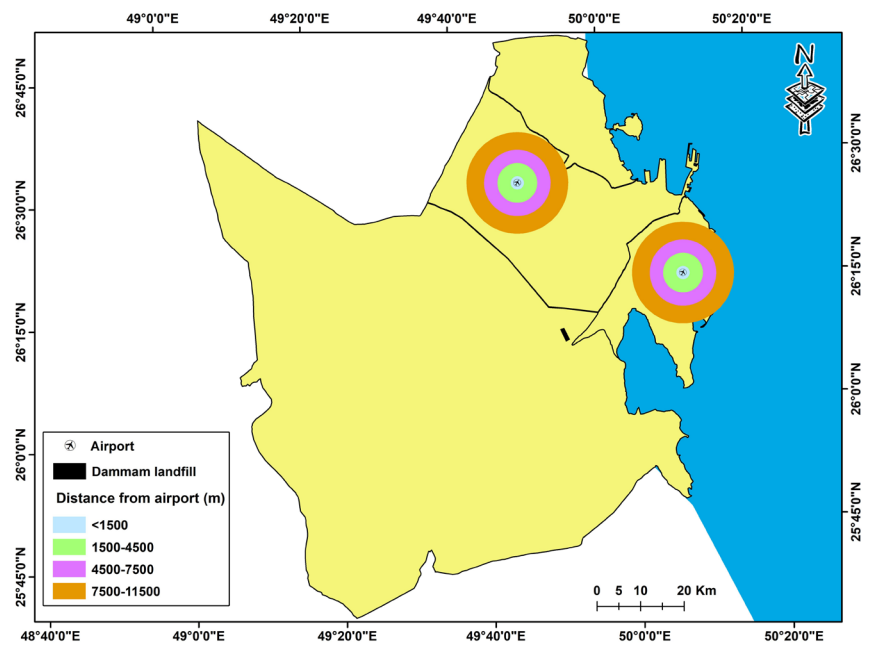 49°0'0"E 49°20'0"E 49°40'0"E 50°0'0"E 50°20'0"E
N
26°45'0"N
26°30'0"N
26°15'0"N
26°0'0"N
25°45'0"N
26°30'0"N
26°15'0"N
26°0'0"N
25°45'0"N
Airport
Dammam landfill
Distance from airport (m)
<1500
1500-4500
4500-7500
7500-11500
0 5 10 20 Km
48°40'0"E 49°0'0"E 49°20'0"E 49°40'0"E 50°0'0"E 50°20'0"E